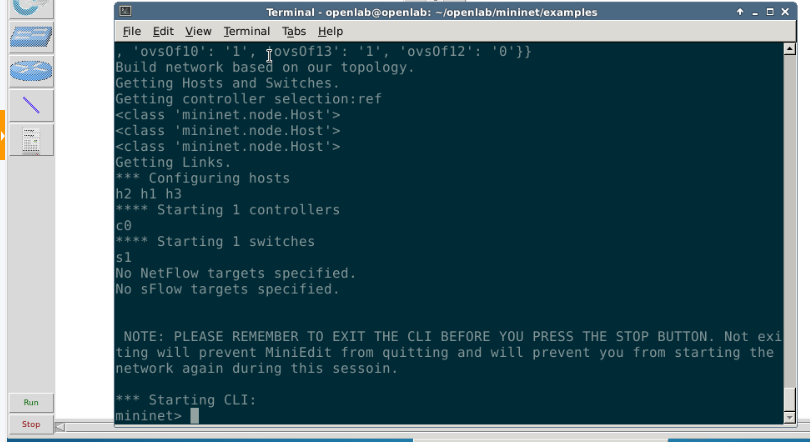 Terminal - openlab@openlab: ~/openlab/mininet/examples
File Edit View Terminal Tabs Help
, 'ovsOf10': '1', 'ovsOf13': '1', 'ovsOf12': '0'}}
Build network based on our topology.
Getting Hosts and Switches.
Getting controller selection:ref
<class 'mininet.node.Host'>
<class 'mininet.node.Host'>
<class 'mininet.node.Host'>
Getting Links.
*** Configuring hosts
h2 h1 h3
**** Starting 1 controllers
c0
**** Starting 1 switches
s1
No NetFlow targets specified.
No sFlow targets specified.
NOTE: PLEASE REMEMBER TO EXIT THE CLI BEFORE YOU PRESS THE STOP BUTTON. Not exi
ting will prevent MiniEdit from quitting and will prevent you from starting the
network again during this sessoin.
*** Starting CLI:
mininet>
Run
Stop